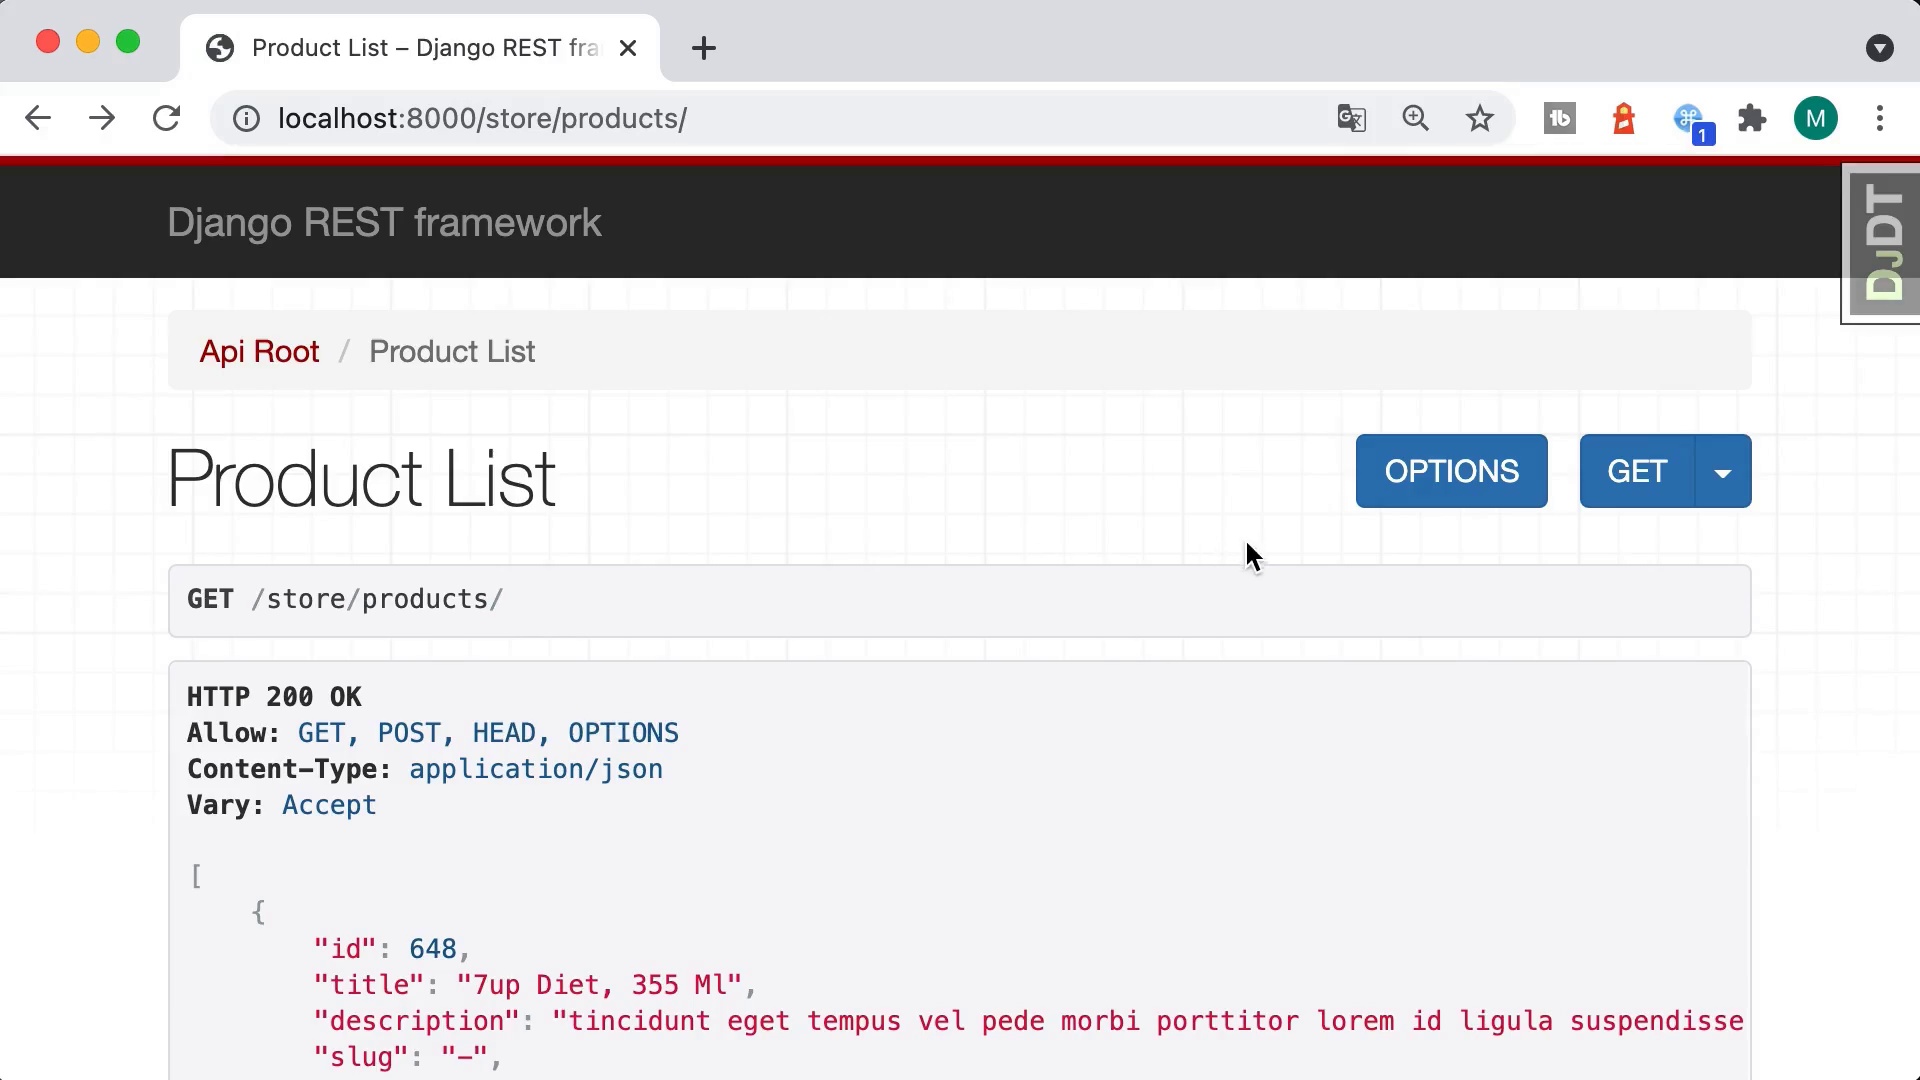 Product List – Django REST fra
localhost:8000/store/products/
1
M
Django REST framework
DJDT
Api Root / Product List
Product List
OPTIONS
GET
GET /store/products/
HTTP 200 OK
Allow: GET, POST, HEAD, OPTIONS
Content-Type: application/json
Vary: Accept
[
{
"id": 648,
"title": "7up Diet, 355 Ml",
"description": "tincidunt eget tempus vel pede morbi porttitor lorem id ligula suspendisse
"slug": "-",